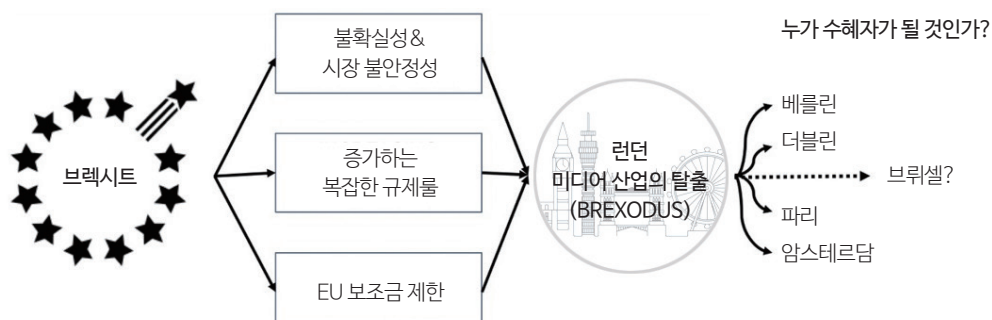 누가 수혜자가 될 것인가?
불확실성 &
시장 불안정성
브렉시트
증가하는
복잡한 규제룰
EU 보조금 제한
런던
미디어 산업의 탈출
(BREXODUS)
베를린
더블린
브뤼셀?
파리
암스테르담